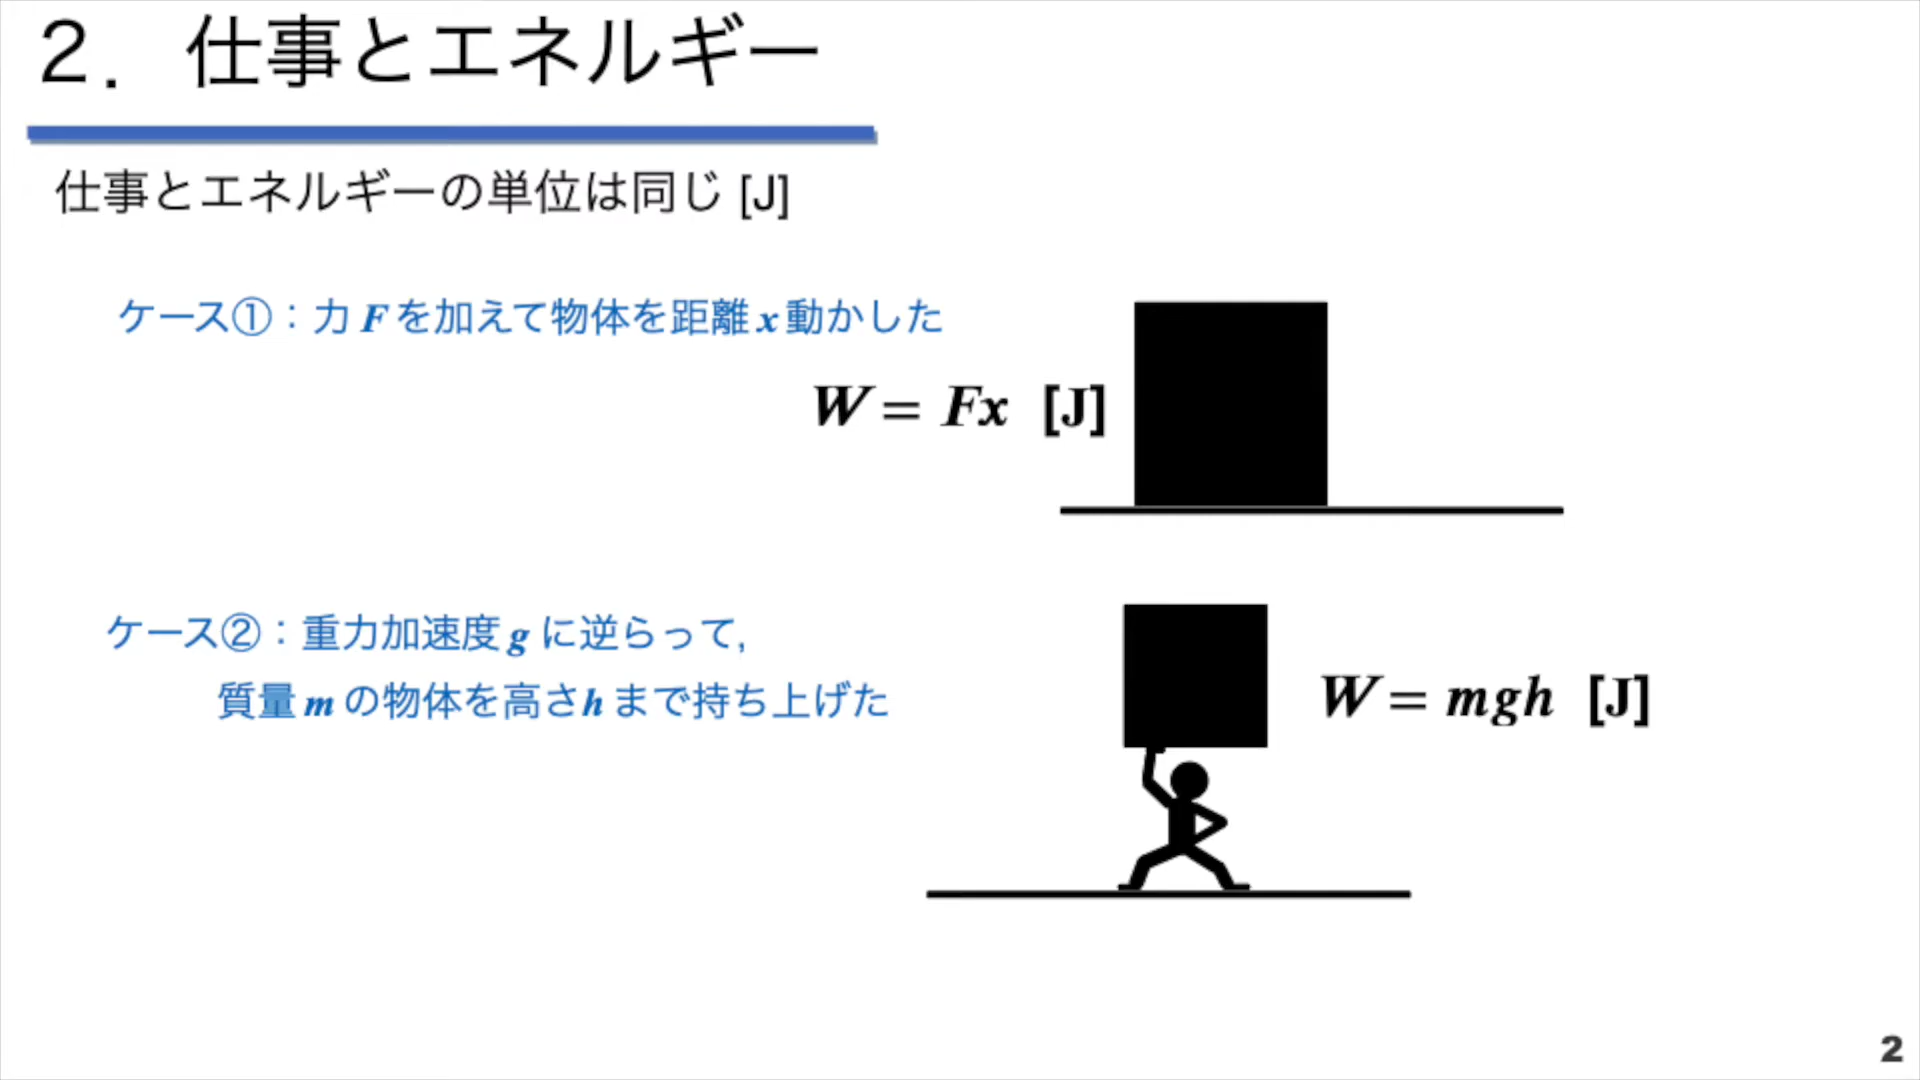 ２．仕事とエネルギー
仕事とエネルギーの単位は同じ [J]
ケース①：力 F を加えて物体を距離 x 動かした
W = Fx [J]
ケース②：重力加速度 g に逆らって,
質量 m の物体を高さh まで持ち上げた
W = mgh [J]
2